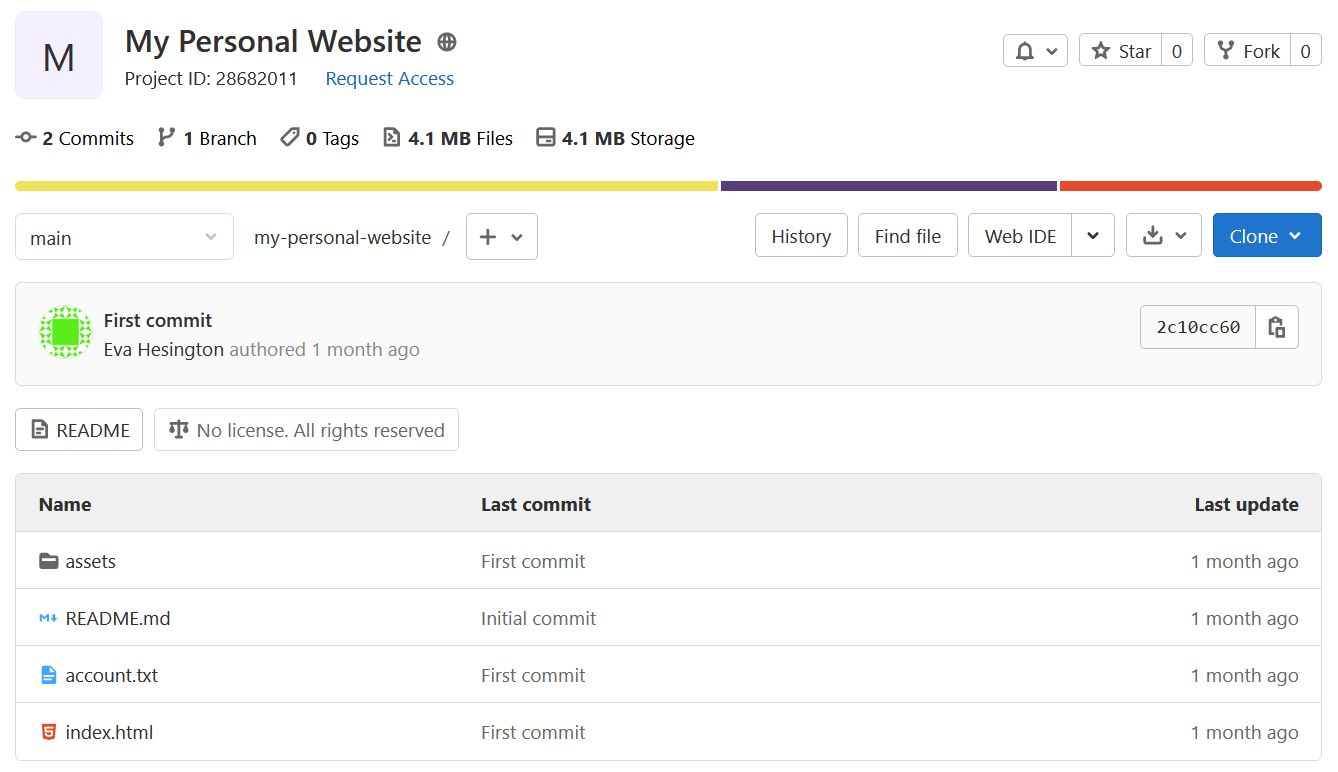 M
My Personal Website
Project ID: 28682011 Request Access
Star 0 Fork 0
2 Commits 1 Branch 0 Tags 4.1 MB Files 4.1 MB Storage
main my-personal-website / History Find file Web IDE Clone
First commit
Eva Hesington authored 1 month ago
2c10cc60
README No license. All rights reserved
Name Last commit Last update
assets First commit 1 month ago
README.md Initial commit 1 month ago
account.txt First commit 1 month ago
index.html First commit 1 month ago